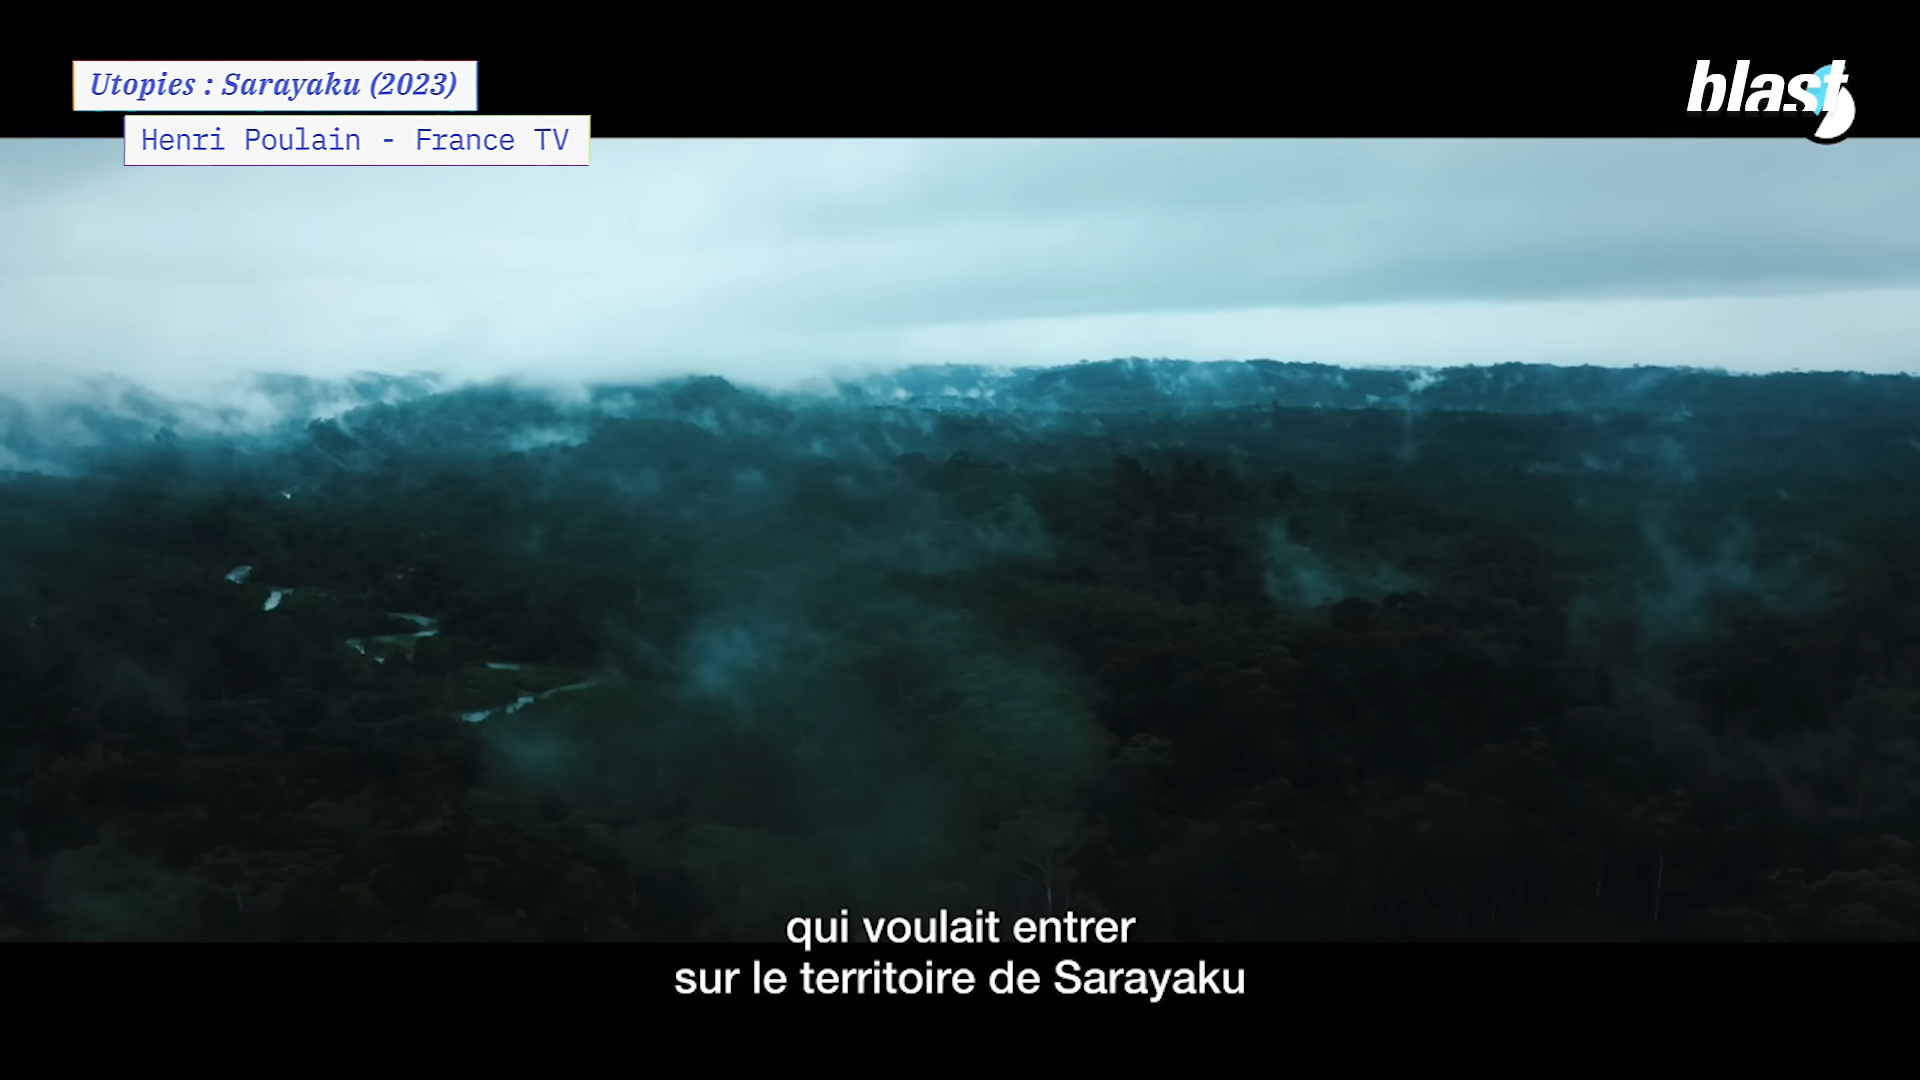 Utopies : Sarayaku (2023)
Henri Poulain - France TV
blast
qui voulait entrer
sur le territoire de Sarayaku